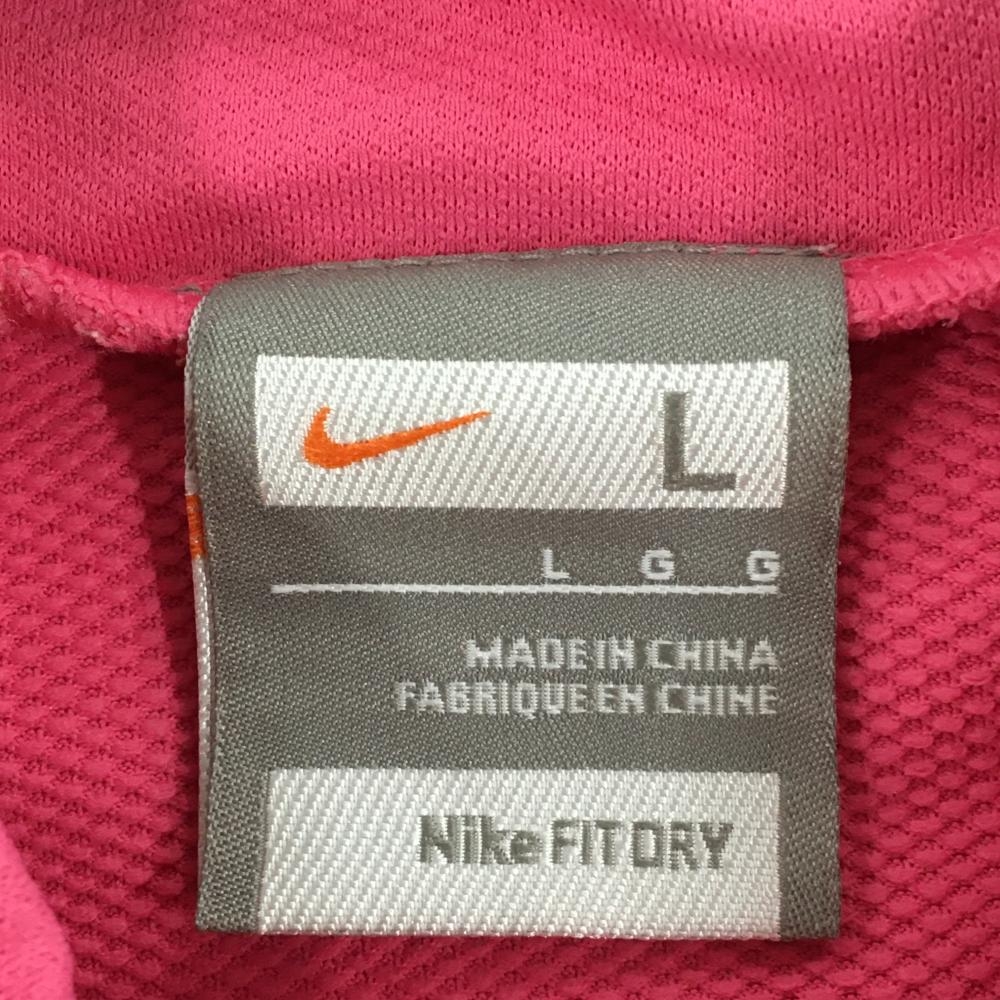 L
L G G
MADE IN CHINA
FABRIQUE EN CHINE
Nike FIT DRY